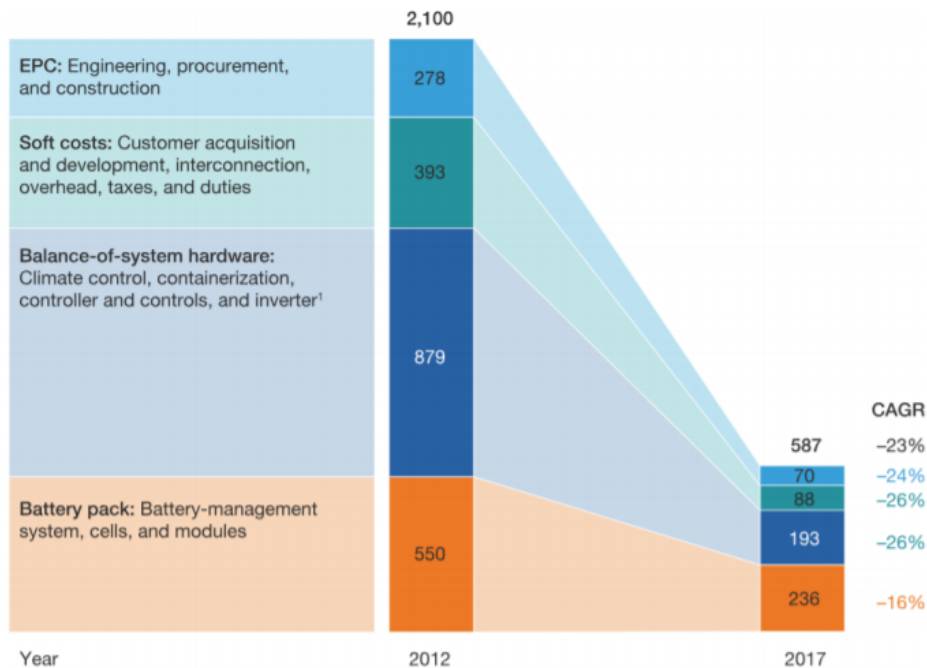 2,100
EPC: Engineering, procurement,
and construction
278
Soft costs: Customer acquisition
and development, interconnection,
overhead, taxes, and duties
393
Balance-of-system hardware:
Climate control, containerization,
controller and controls, and inverter¹
879
CAGR
587
–23%
70
–24%
88
–26%
193
–26%
Battery pack: Battery-management
system, cells, and modules
550
236
–16%
Year
2012
2017